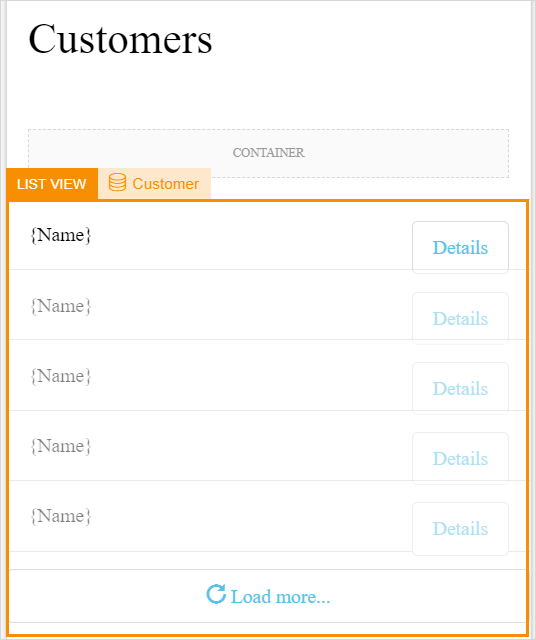 Customers
CONTAINER
LIST VIEW Customer
{Name} Details
{Name} Details
{Name} Details
{Name} Details
{Name} Details
Load more...